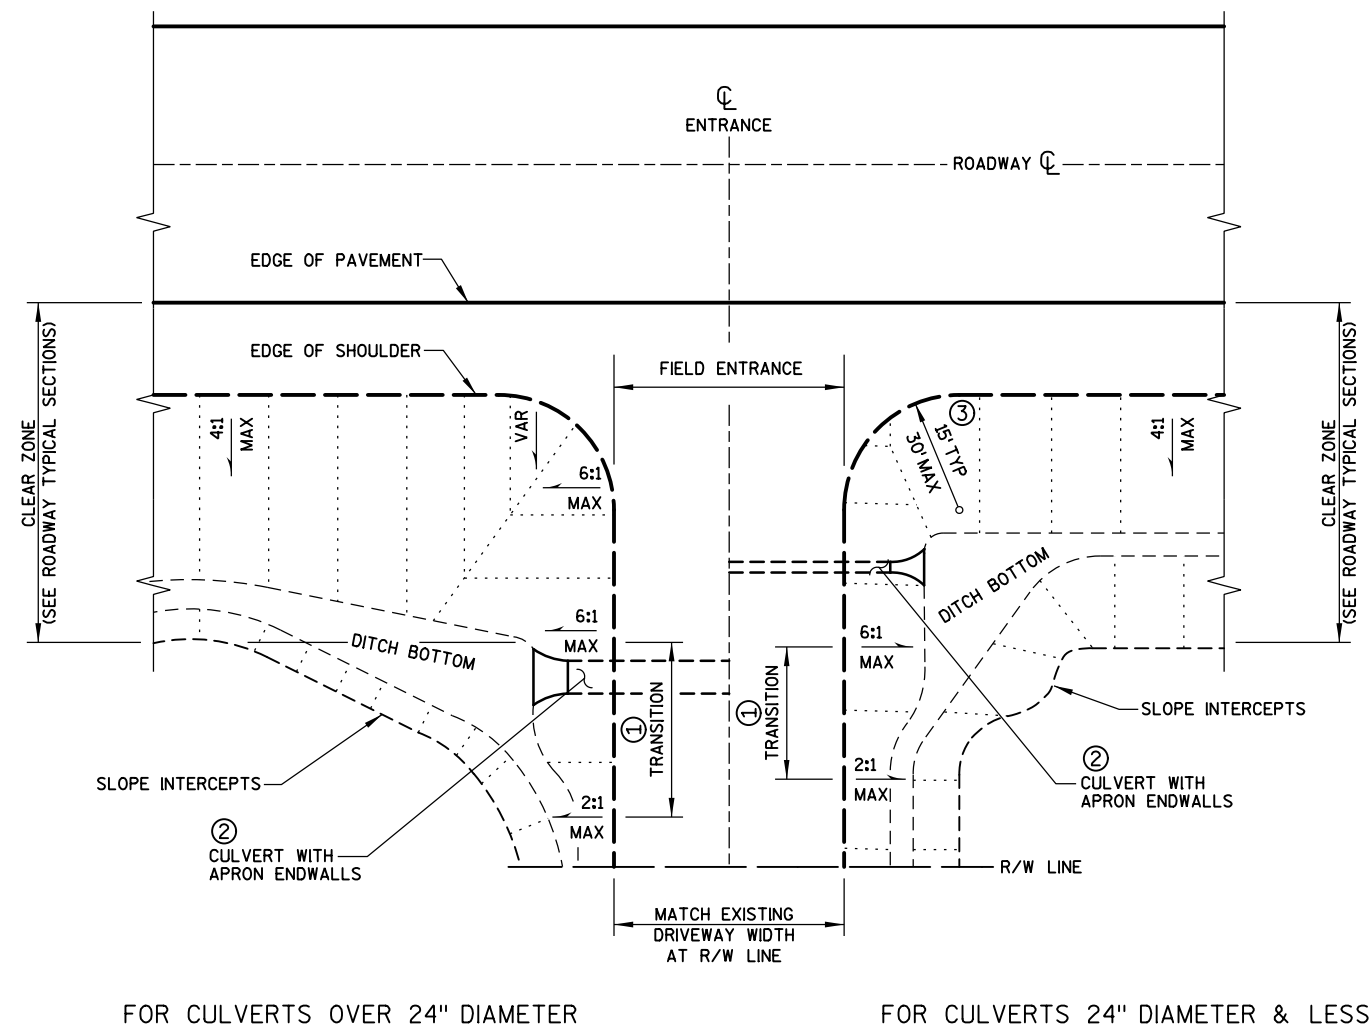 ℄
ENTRANCE
ROADWAY ℄
EDGE OF PAVEMENT
EDGE OF SHOULDER
FIELD ENTRANCE
CLEAR ZONE
(SEE ROADWAY TYPICAL SECTIONS)
4:1
MAX
VAR
6:1
MAX
③
15' TYP
30' MAX
4:1
MAX
CLEAR ZONE
(SEE ROADWAY TYPICAL SECTIONS)
DITCH BOTTOM
6:1
MAX
DITCH BOTTOM
6:1
MAX
①
TRANSITION
①
TRANSITION
SLOPE INTERCEPTS
SLOPE INTERCEPTS
2:1
MAX
2:1
MAX
②
CULVERT WITH
APRON ENDWALLS
②
CULVERT WITH
APRON ENDWALLS
R/W LINE
MATCH EXISTING
DRIVEWAY WIDTH
AT R/W LINE
FOR CULVERTS OVER 24" DIAMETER
FOR CULVERTS 24" DIAMETER & LESS